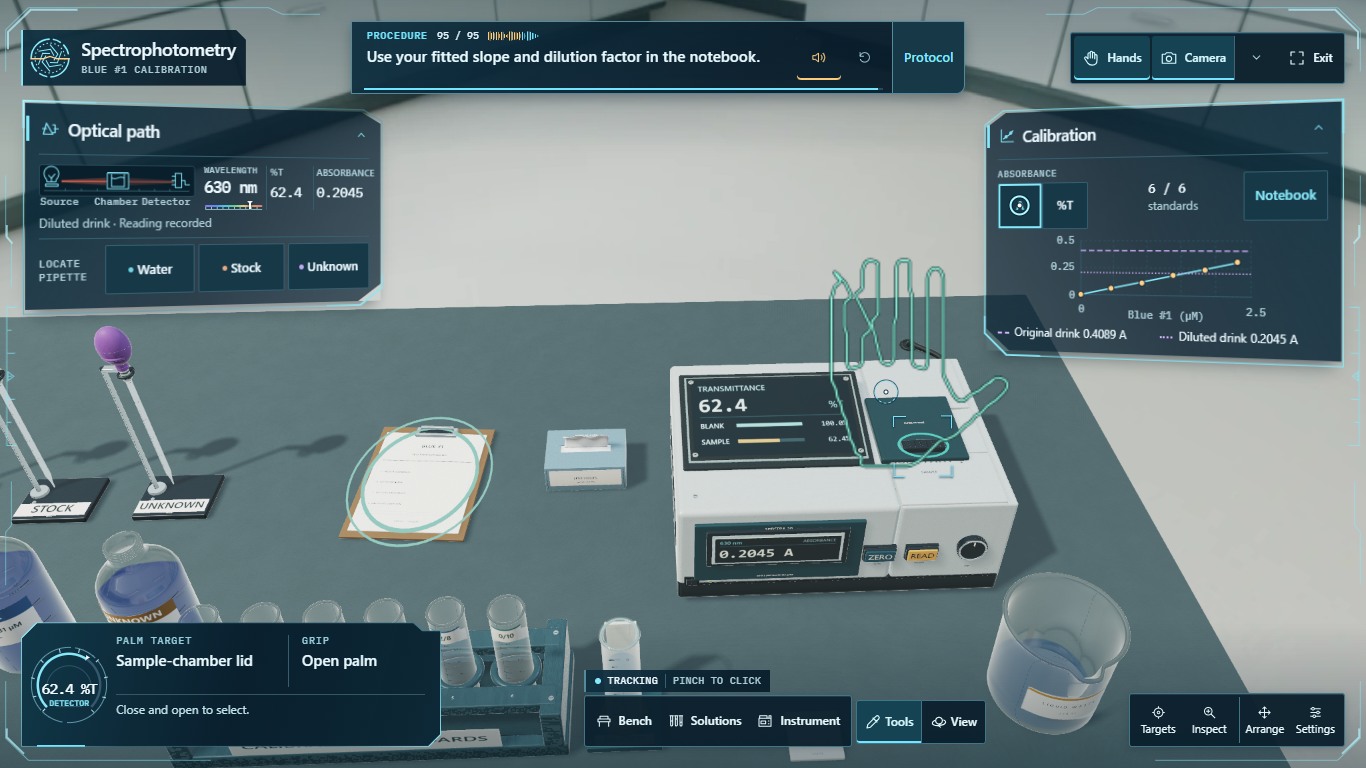 Spectrophotometry
BLUE #1 CALIBRATION
PROCEDURE 95 / 95
Use your fitted slope and dilution factor in the notebook.
Protocol
Hands
Camera
Exit
Optical path
Source
Chamber
Detector
WAVELENGTH
630 nm
%T
62.4
ABSORBANCE
0.2045
Diluted drink · Reading recorded
LOCATE
PIPETTE
Water
Stock
Unknown
Calibration
ABSORBANCE
A
%T
6 / 6
standards
Notebook
0.5
0.25
0
0
Blue #1 (µM)
2.5
Original drink 0.4089 A
Diluted drink 0.2045 A
TRANSMITTANCE
62.4
%
BLANK
SAMPLE
630 nm
ABSORBANCE
0.2045 A
ZERO
READ
STOCK
UNKNOWN
0/10
PALM TARGET
Sample-chamber lid
GRIP
Open palm
Close and open to select.
62.4 %T
DETECTOR
TRACKING
PINCH TO CLICK
Bench
Solutions
Instrument
Tools
View
Targets
Inspect
Arrange
Settings